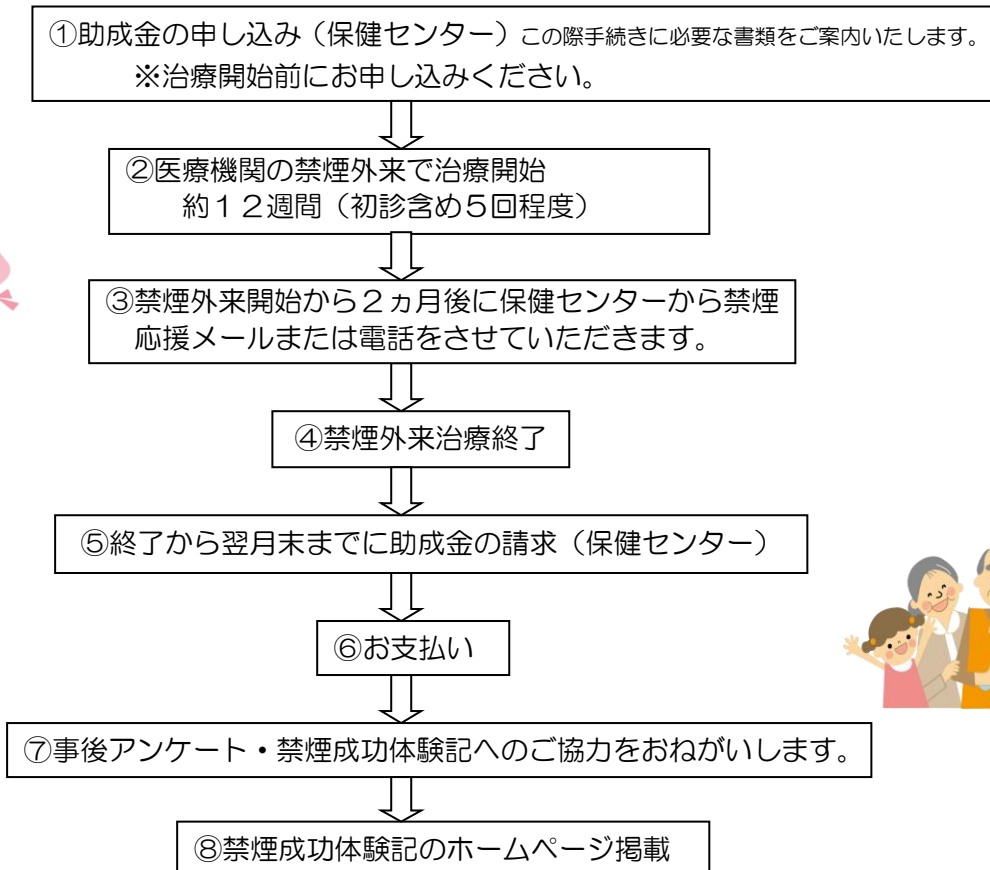 ①助成金の申し込み（保健センター）この際手続きに必要な書類をご案内いたします。
※治療開始前にお申し込みください。
②医療機関の禁煙外来で治療開始
約１２週間（初診含め５回程度）
③禁煙外来開始から２ヵ月後に保健センターから禁煙
応援メールまたは電話をさせていただきます。
④禁煙外来治療終了
⑤終了から翌月末までに助成金の請求（保健センター）
⑥お支払い
⑦事後アンケート・禁煙成功体験記へのご協力をおねがいします。
⑧禁煙成功体験記のホームページ掲載